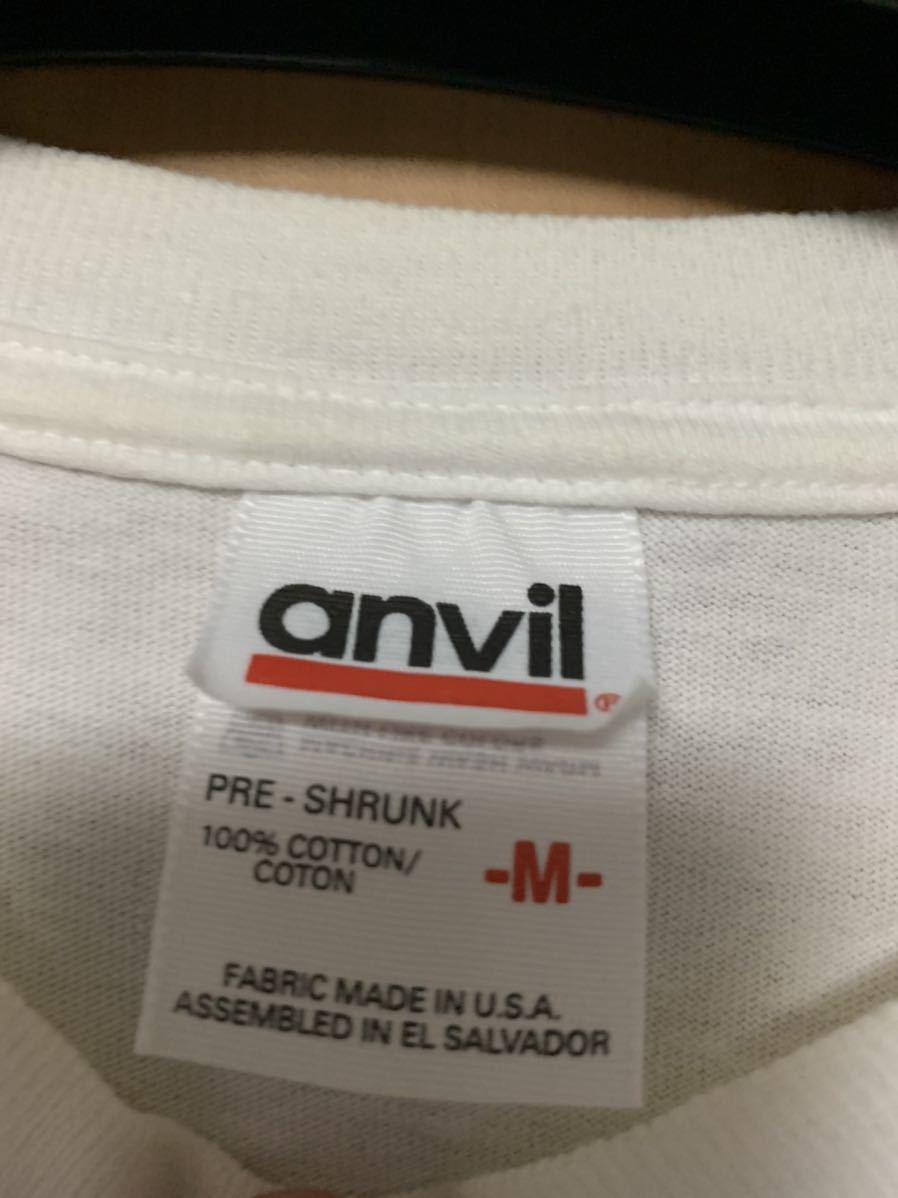 anvil
PRE - SHRUNK
100% COTTON/
COTON
-M-
FABRIC MADE IN U.S.A.
ASSEMBLED IN EL SALVADOR